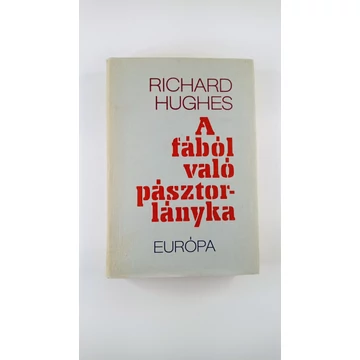 RICHARD
HUGHES
A
fából
való
pásztor-
lányka
EURÓPA